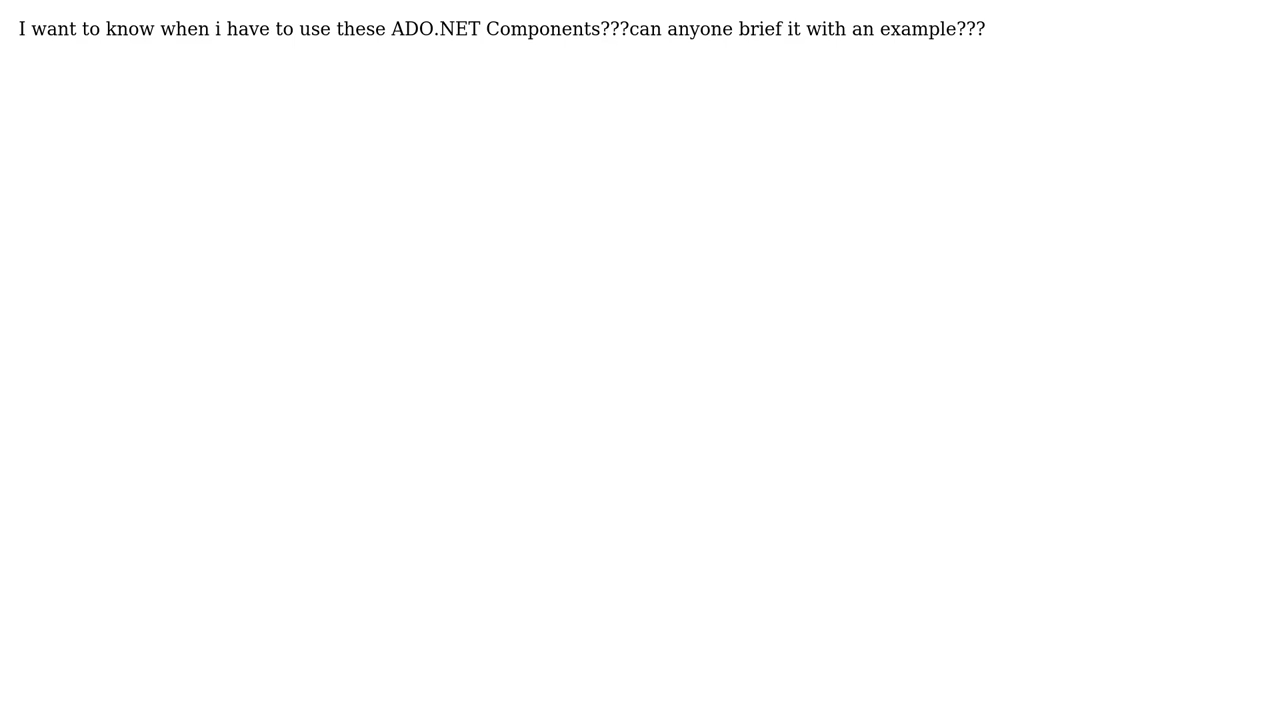 I want to know when i have to use these ADO.NET Components???can anyone brief it with an example???